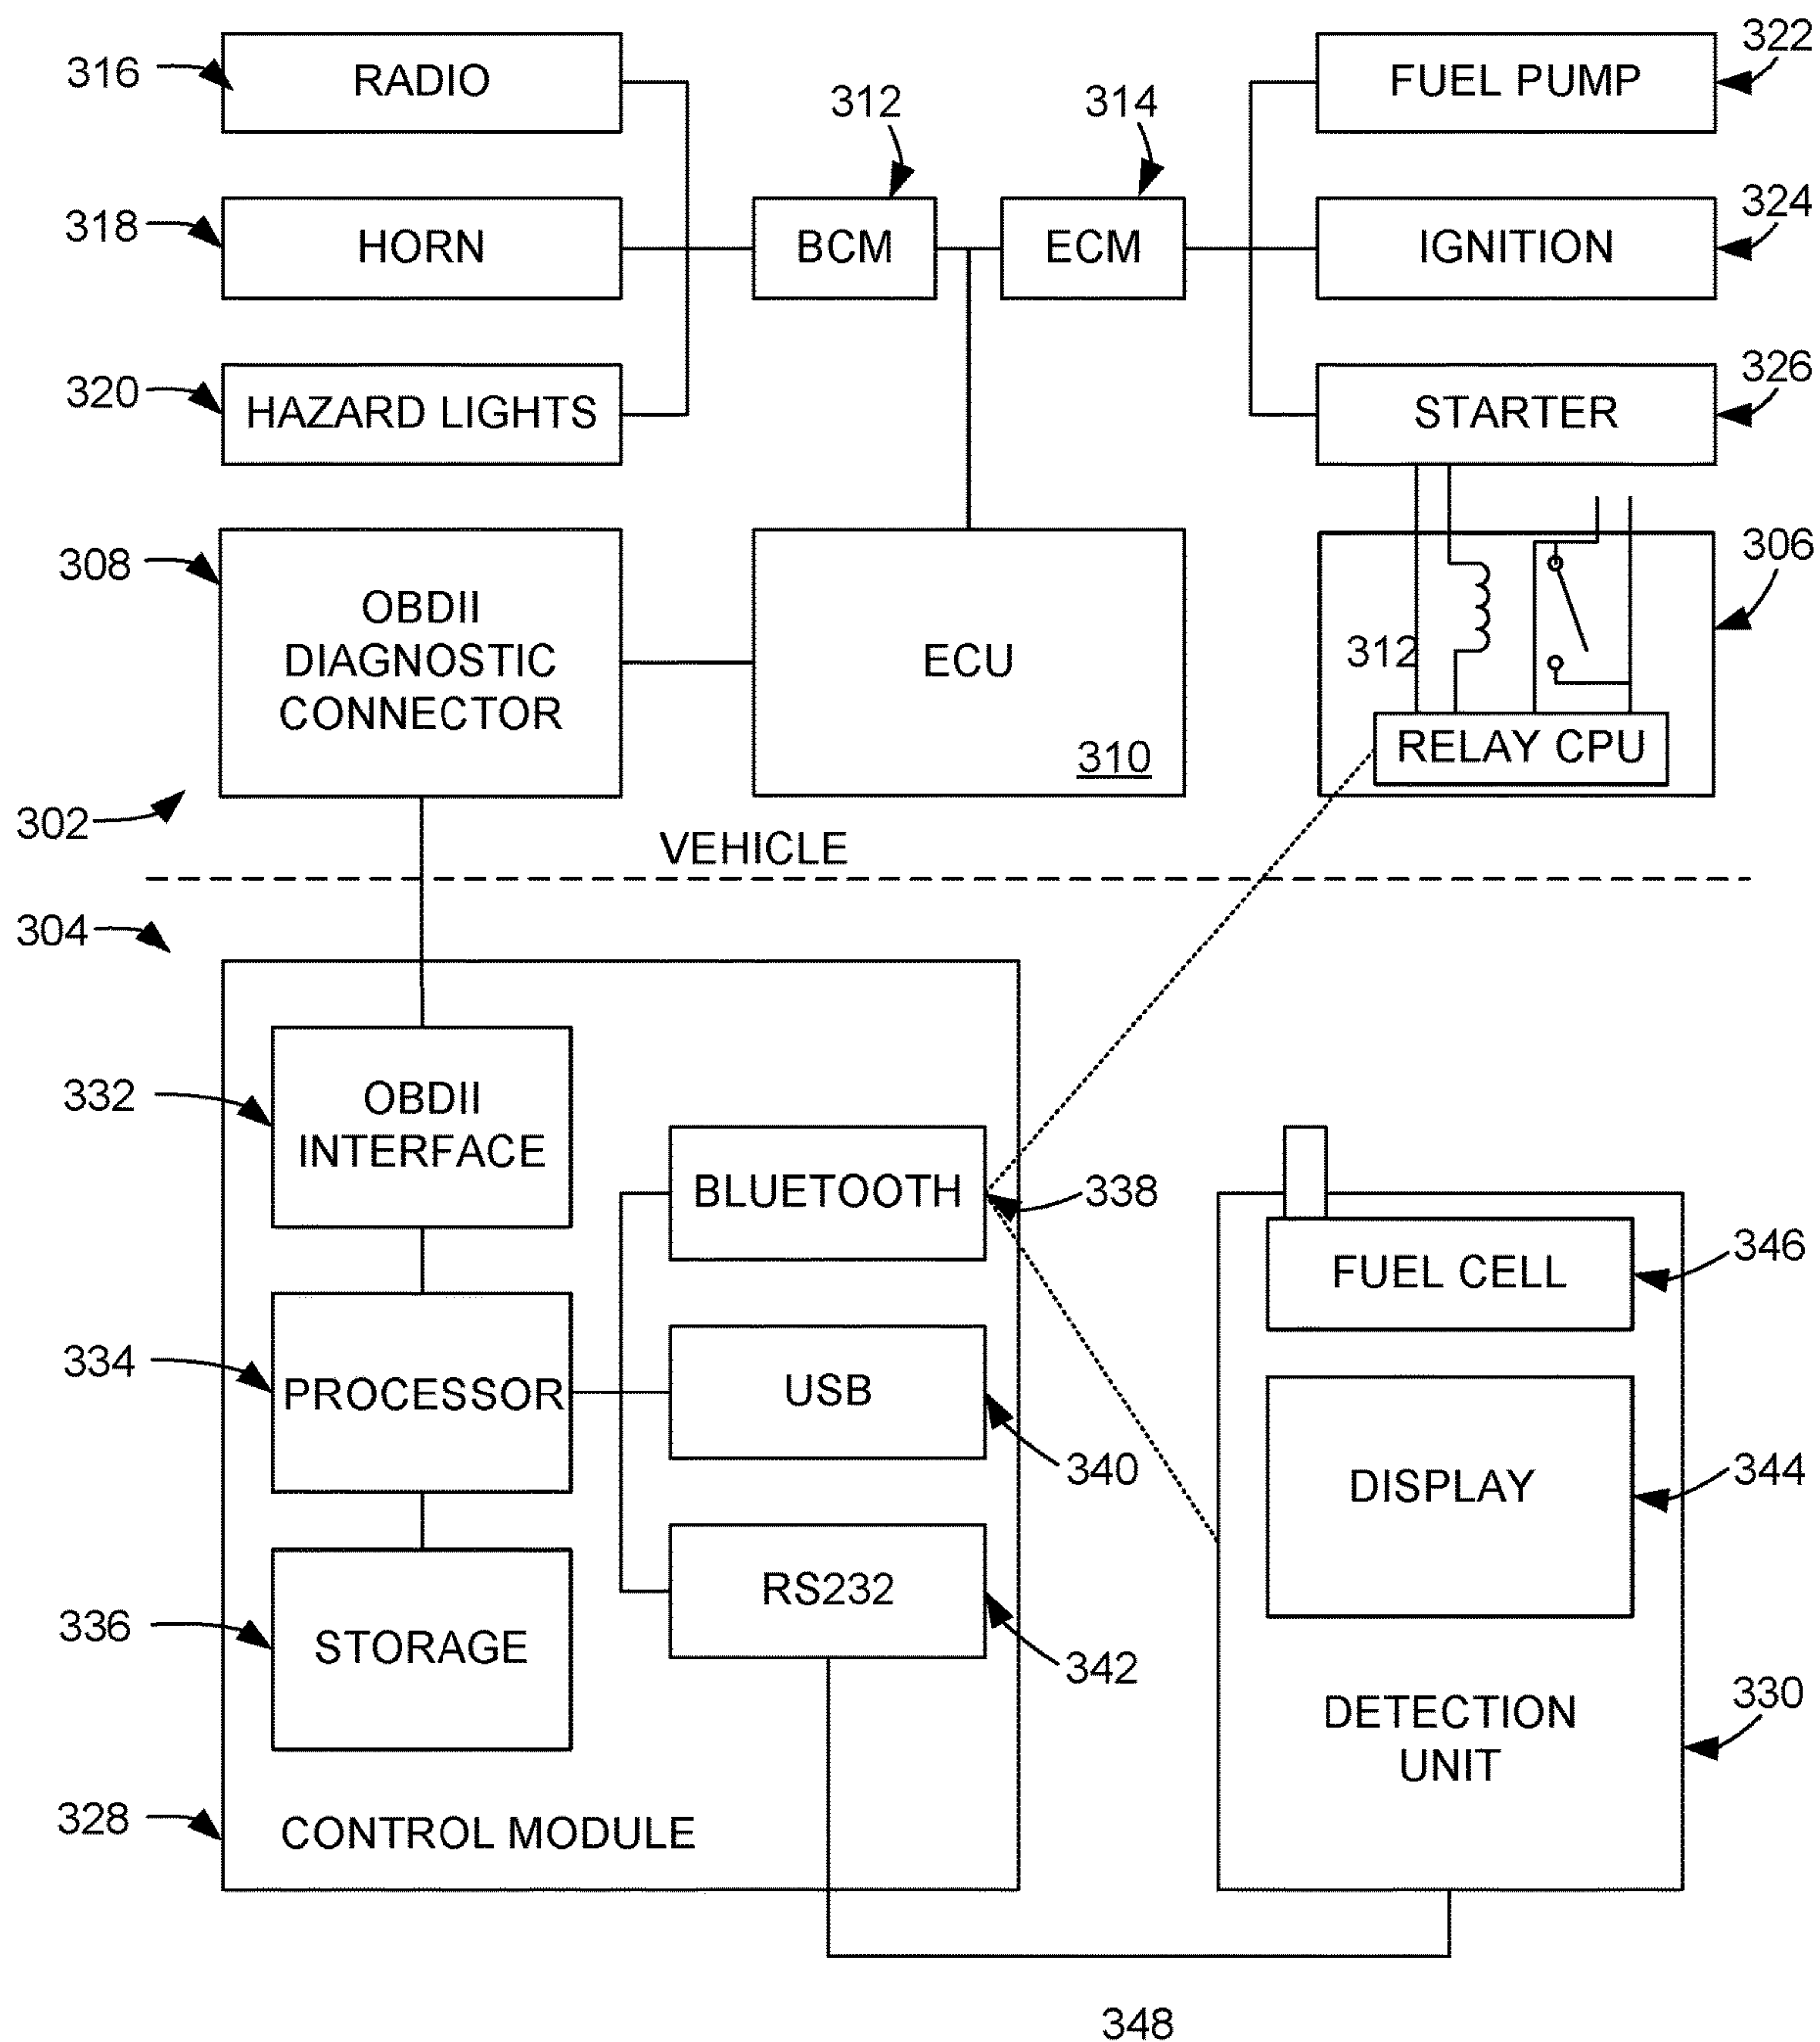 316
RADIO
312
314
FUEL PUMP
322
318
HORN
BCM
ECM
IGNITION
324
320
HAZARD LIGHTS
STARTER
326
308
OBDII
DIAGNOSTIC
CONNECTOR
ECU
310
312
306
RELAY CPU
302
VEHICLE
304
332
OBDII
INTERFACE
BLUETOOTH
338
FUEL CELL
346
334
PROCESSOR
USB
340
DISPLAY
344
336
STORAGE
RS232
342
DETECTION
UNIT
330
328
CONTROL MODULE
348